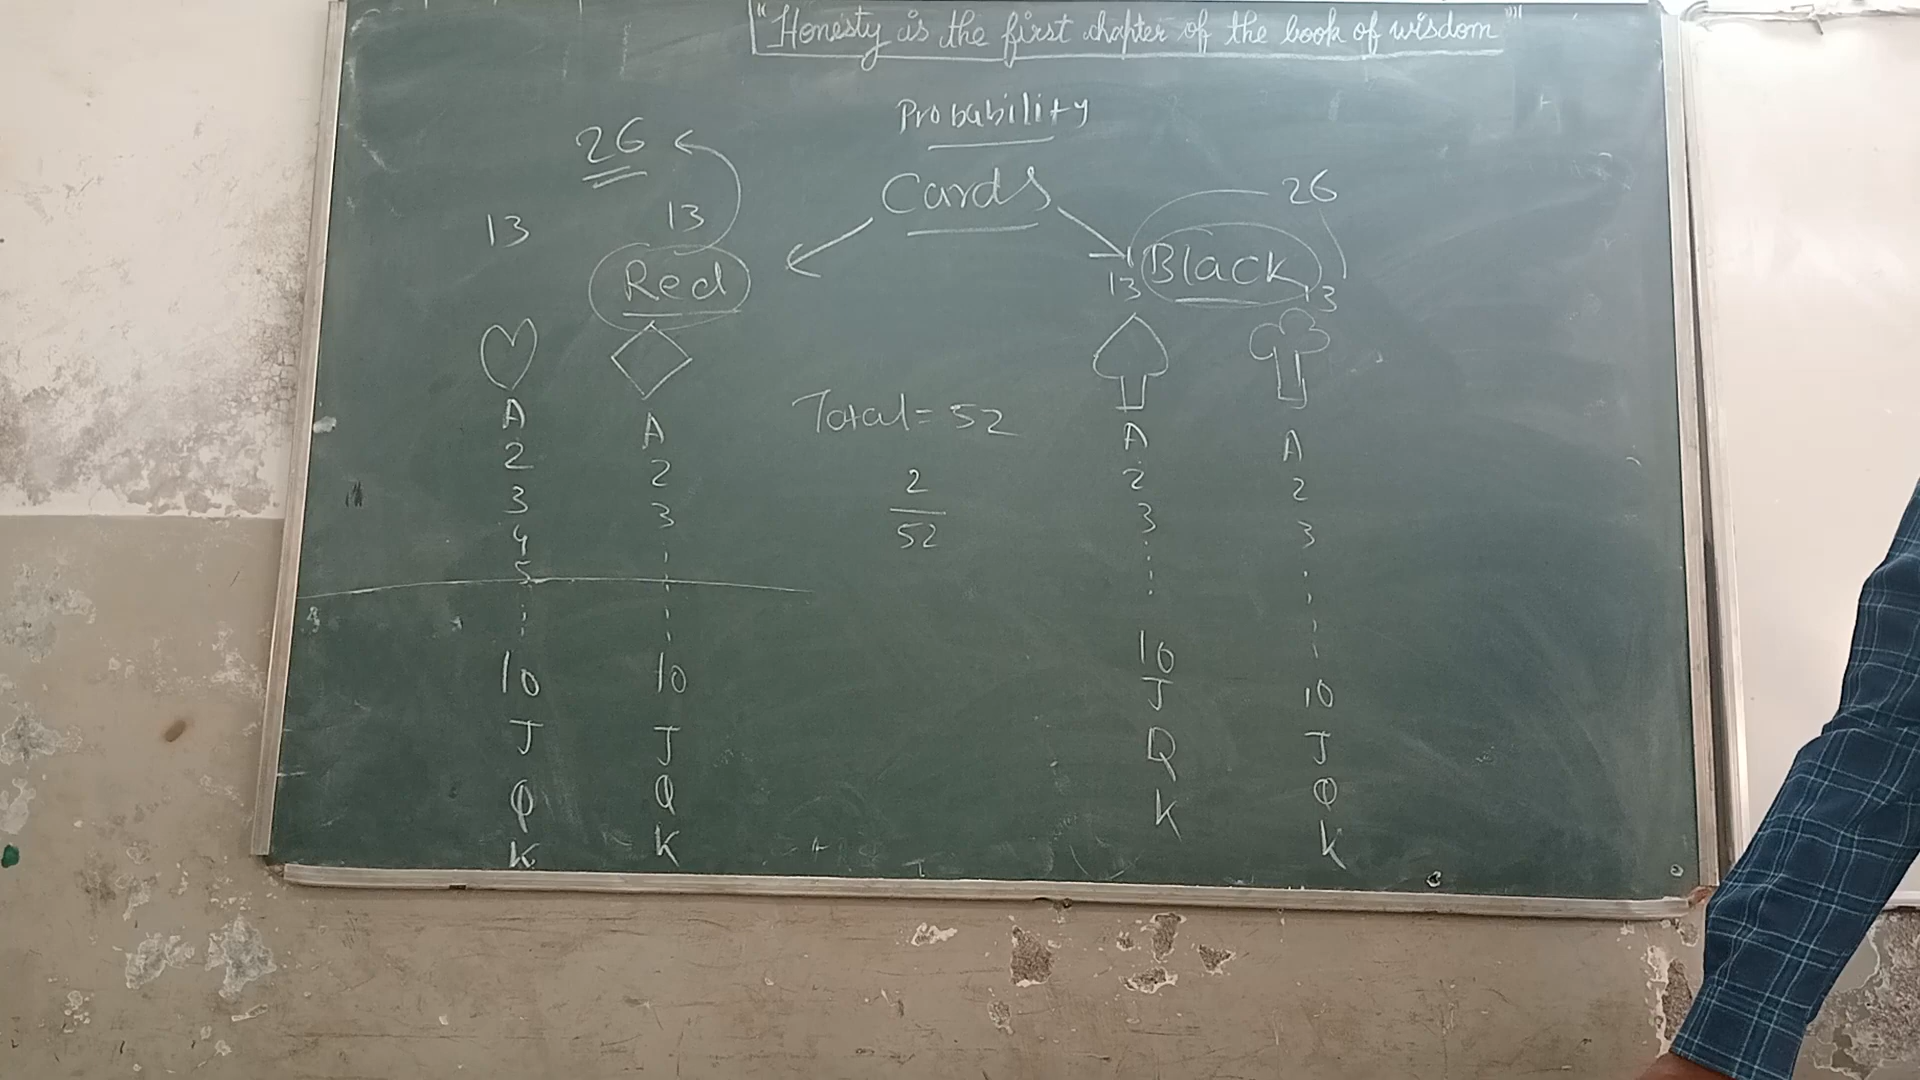 "Honesty is the first chapter of the book of wisdom"
Probability
Cards
26
13 13
Red
26
Black
13 13
Total = 52
2
52
A
2
3
4
5
10
J
Q
K
A
2
3
10
J
Q
K
A
2
3
10
J
Q
K
A
2
3
10
J
Q
K